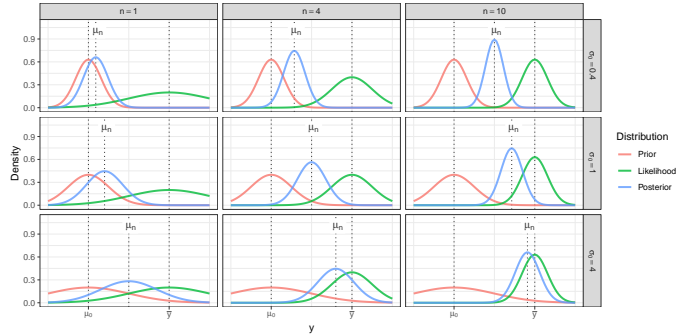 n = 1
n = 4
n = 10
μn
μn
μn
0.9
0.6
0.3
0.0
σ0 = 0.4
μn
μn
μn
0.9
0.6
0.3
0.0
σ0 = 1
μn
μn
μn
0.9
0.6
0.3
0.0
σ0 = 4
Density
μ0
y̅
μ0
y̅
μ0
y̅
y
Distribution
Prior
Likelihood
Posterior